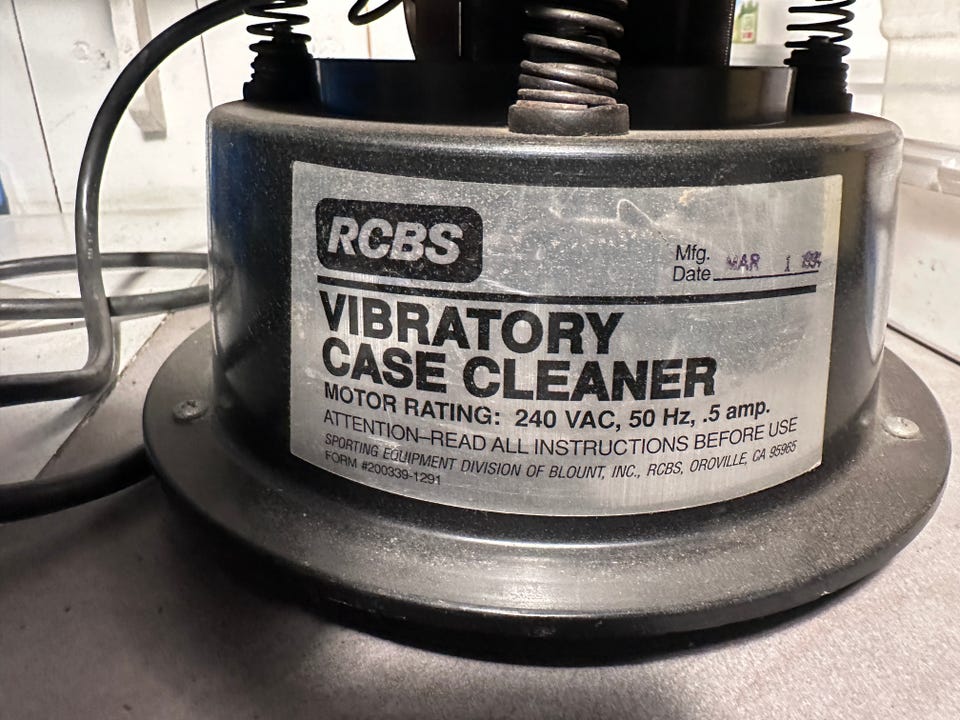 RCBS
Mfg.
Date MAR 1 1994
VIBRATORY
CASE CLEANER
MOTOR RATING: 240 VAC, 50 Hz, .5 amp.
ATTENTION–READ ALL INSTRUCTIONS BEFORE USE
SPORTING EQUIPMENT DIVISION OF BLOUNT, INC., RCBS, OROVILLE, CA 95965
FORM #200339-1291